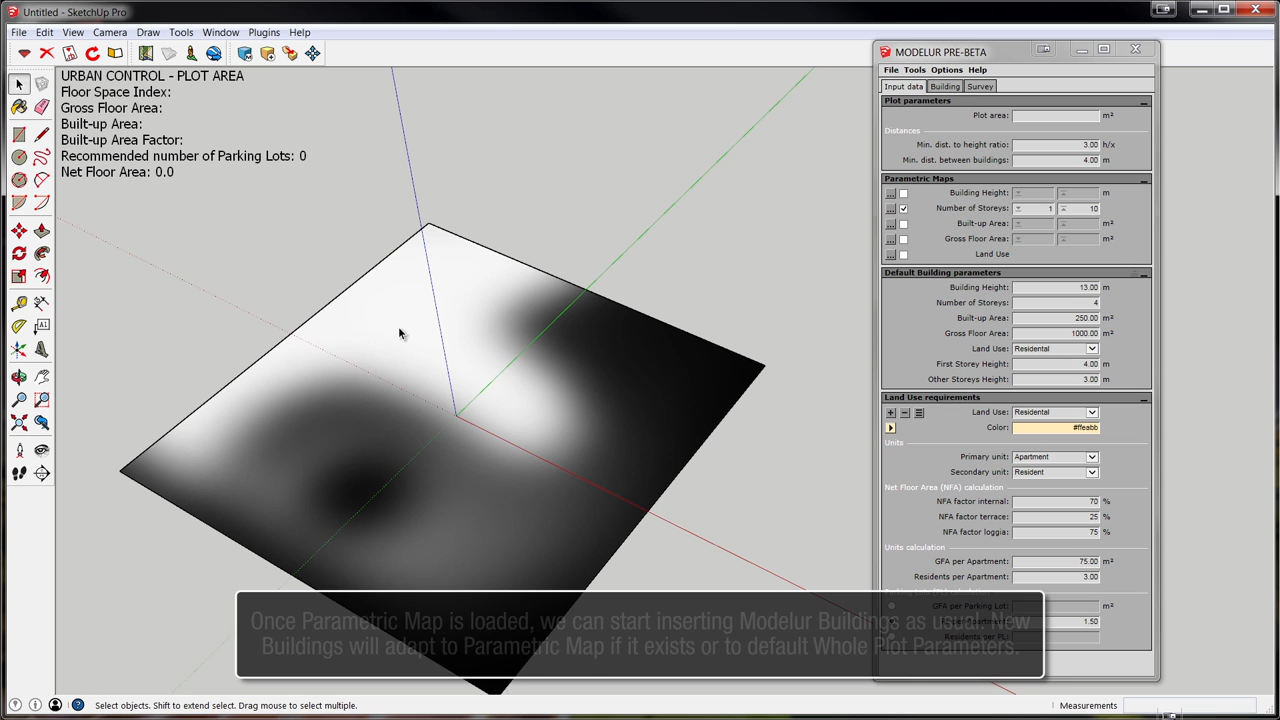 Untitled - SketchUp Pro
File Edit View Camera Draw Tools Window Plugins Help
URBAN CONTROL - PLOT AREA
Floor Space Index:
Gross Floor Area:
Built-up Area:
Built-up Area Factor:
Recommended number of Parking Lots: 0
Net Floor Area: 0.0
MODELUR PRE-BETA
File Tools Options Help
Input data Building Survey
Plot parameters
Plot area: m²
Distances
Min. dist. to height ratio: 3.00 h/x
Min. dist. between buildings: 4.00 m
Parametric Maps
... Building Height: m
... Number of Storeys: 1 10
... Built-up Area: m²
... Gross Floor Area: m²
... Land Use
Default Building parameters
Building Height: 13.00 m
Number of Storeys: 4
Built-up Area: 250.00 m²
Gross Floor Area: 1000.00 m²
Land Use: Residental
First Storey Height: 4.00 m
Other Storeys Height: 3.00 m
Land Use requirements
Land Use: Residental
Color: #ffeabb
Units
Primary unit: Apartment
Secondary unit: Resident
Net Floor Area (NFA) calculation
NFA factor internal: 70 %
NFA factor terrace: 25 %
NFA factor loggia: 75 %
Units calculation
GFA per Apartment: 75.00 m²
Residents per Apartment: 3.00
GFA per Parking Lot: m²
1.50
Residents per PL:
Once Parametric Map is loaded, we can start inserting Modelur Buildings as New
Buildings will adapt to Parametric Map if it exists or to default Whole Plot Parameters.
Select objects. Shift to extend select. Drag mouse to select multiple.
Measurements